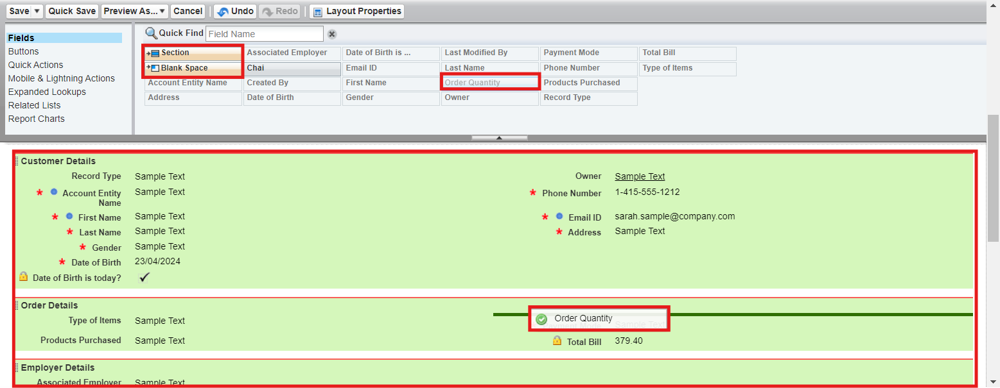 Save Quick Save Preview As... Cancel Undo Redo Layout Properties
Fields
Buttons
Quick Actions
Mobile & Lightning Actions
Expanded Lookups
Related Lists
Report Charts
Quick Find Field Name
Section Associated Employer Date of Birth is ... Last Modified By Payment Mode Total Bill
Blank Space Chai Email ID Last Name Phone Number Type of Items
Account Entity Name Created By First Name Order Quantity Products Purchased
Address Date of Birth Gender Owner Record Type
Customer Details
Record Type Sample Text Owner Sample Text
* Account Entity Name Sample Text * Phone Number 1-415-555-1212
* First Name Sample Text * Email ID sarah.sample@company.com
* Last Name Sample Text * Address Sample Text
* Gender Sample Text
* Date of Birth 23/04/2024
Date of Birth is today?
Order Details
Order Quantity
Type of Items Sample Text Payment Mode Sample Text
Products Purchased Sample Text Total Bill 379.40
Employer Details
Associated Employer Sample Text